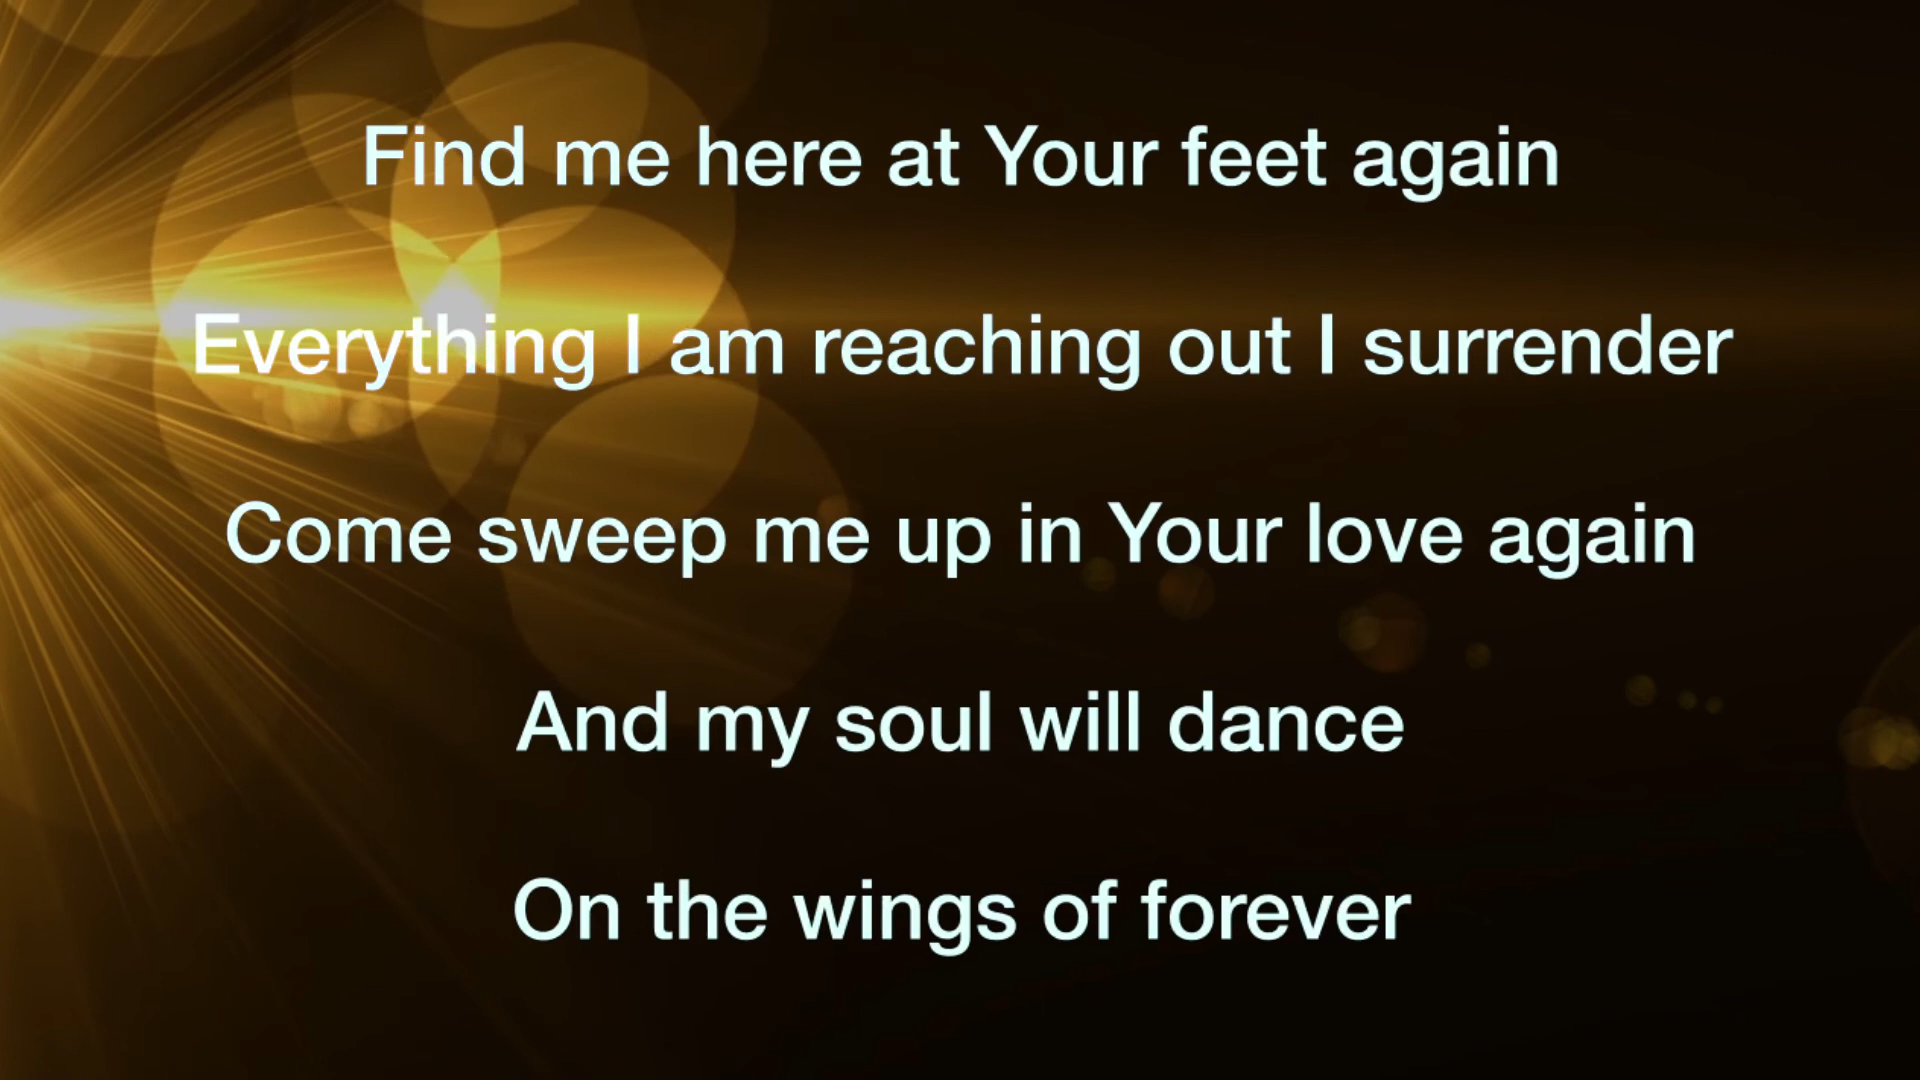 Find me here at Your feet again
Everything I am reaching out I surrender
Come sweep me up in Your love again
And my soul will dance
On the wings of forever